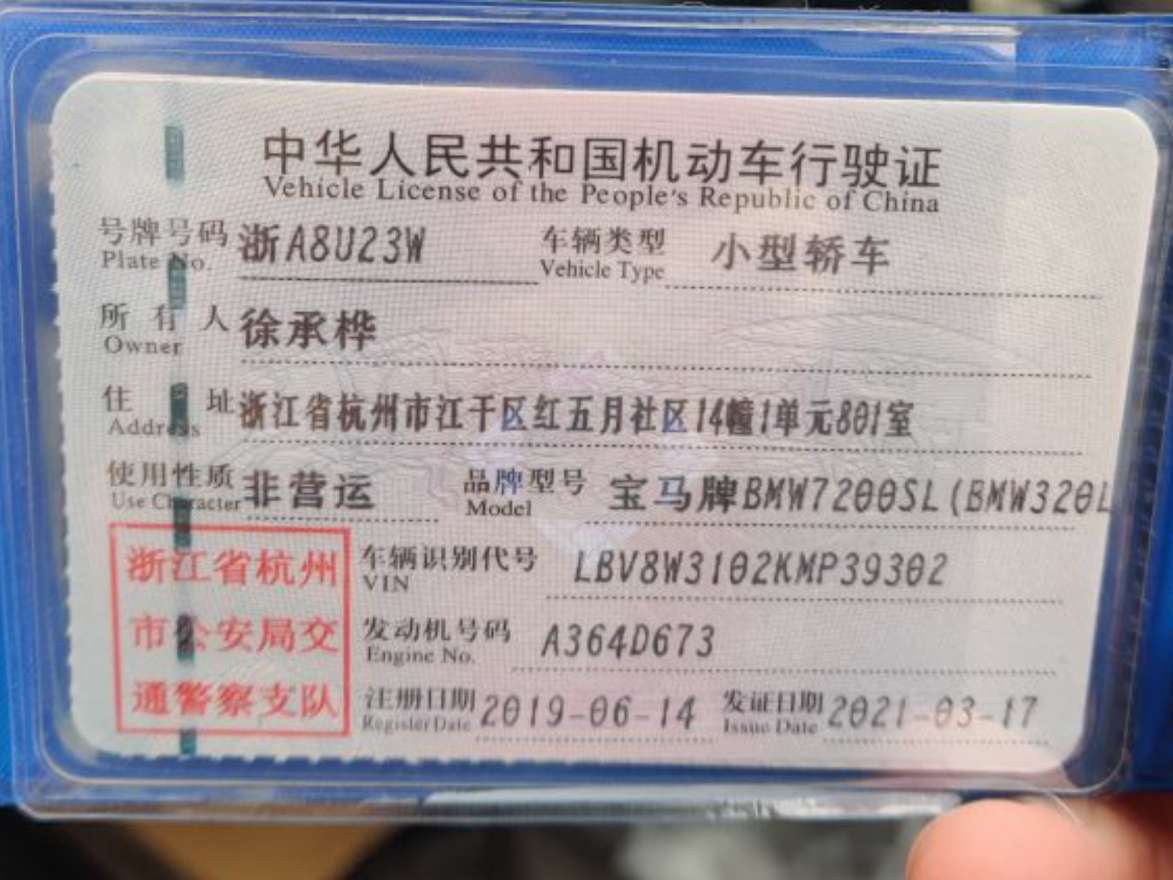 中华人民共和国机动车行驶证
Vehicle License of the People's Republic of China
号牌号码 浙A8U23W 车辆类型 小型轿车
Plate No. Vehicle Type
所有人 徐承桦
Owner
住址 浙江省杭州市江干区红五月社区14幢1单元801室
Address
使用性质 非营运 品牌型号 宝马牌BMW7200SL(BMW320L
Use Character Model
浙江省杭州 车辆识别代号 LBV8W3102KMP39302
VIN
市公安局交 发动机号码 A364D673
Engine No.
通警察支队 注册日期 2019-06-14 发证日期 2021-03-17
Register Date Issue Date